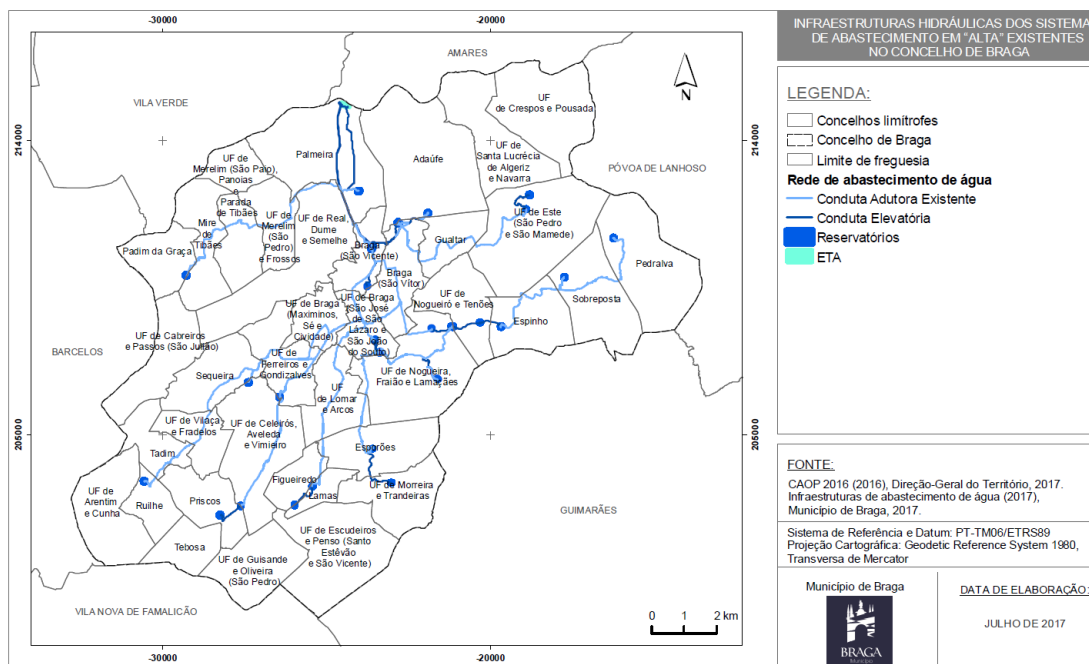 -30000
-20000
INFRAESTRUTURAS HIDRÁULICAS DOS SISTEMA
DE ABASTECIMENTO EM "ALTA" EXISTENTES
NO CONCELHO DE BRAGA
AMARES
VILA VERDE
N
UF
de Crespos e Pousada
214000
214000
Palmeira
Adaúfe
UF de
Santa Lucrécia
de Algeriz
e Navarra
PÓVOA DE LANHOSO
UF de
Merelim (São Paio),
Panoias
e
Parada
de Tibães
Mire
de
Tibães
UF de
Merelim
(São
Pedro)
e Frossos
UF de Real,
Dume
e Semelhe
UF de Este
(São Pedro
e São Mamede)
Padim da Graça
Braga
(São Vicente)
Gualtar
Pedralva
Braga
(São Vítor)
Sobreposta
UF de Braga
(Maximinos,
Sé e
Cividade)
UF de Braga
(São José
de São
Lázaro e
São João
do Souto)
UF de
Nogueiró e Tenões
Espinho
UF de Cabreiros
e Passos (São Julião)
BARCELOS
UF de
Ferreiros e
Gondizalves
Sequeira
UF de Nogueira,
Fraião e Lamaçães
UF
de Lomar
e Arcos
UF de Vilaça
e Fradelos
UF de Celeirós,
Aveleda
e Vimieiro
205000
205000
Tadim
Esporões
Figueiredo
UF de Morreira
e Trandeiras
UF de
Arentim
e Cunha
Ruilhe
Priscos
Lamas
GUIMARÃES
UF de Escudeiros
e Penso (Santo
Estêvão
e São Vicente)
Tebosa
UF de Guisande
e Oliveira
(São Pedro)
VILA NOVA DE FAMALICÃO
0 1 2 km
-30000
-20000
LEGENDA:
Concelhos limítrofes
Concelho de Braga
Limite de freguesia
Rede de abastecimento de água
Conduta Adutora Existente
Conduta Elevatória
Reservatórios
ETA
FONTE:
CAOP 2016 (2016), Direção-Geral do Território, 2017.
Infraestruturas de abastecimento de água (2017),
Município de Braga, 2017.
Sistema de Referência e Datum: PT-TM06/ETRS89
Projeção Cartográfica: Geodetic Reference System 1980,
Transversa de Mercator
Município de Braga
BRAGA
Município
DATA DE ELABORAÇÃO:
JULHO DE 2017